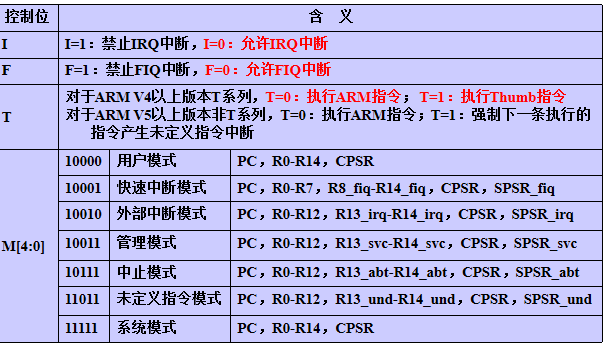 控制位 含 义
I I=1：禁止IRQ中断，I=0：允许IRQ中断
F F=1：禁止FIQ中断，F=0：允许FIQ中断
T 对于ARM V4以上版本T系列，T=0：执行ARM指令；T=1：执行Thumb指令
对于ARM V5以上版本非T系列，T=0：执行ARM指令；T=1：强制下一条执行的
指令产生未定义指令中断
M[4:0]
10000 用户模式 PC，R0-R14，CPSR
10001 快速中断模式 PC，R0-R7，R8_fiq-R14_fiq，CPSR，SPSR_fiq
10010 外部中断模式 PC，R0-R12，R13_irq-R14_irq，CPSR，SPSR_irq
10011 管理模式 PC，R0-R12，R13_svc-R14_svc，CPSR，SPSR_svc
10111 中止模式 PC，R0-R12，R13_abt-R14_abt，CPSR，SPSR_abt
11011 未定义指令模式 PC，R0-R12，R13_und-R14_und，CPSR，SPSR_und
11111 系统模式 PC，R0-R14，CPSR